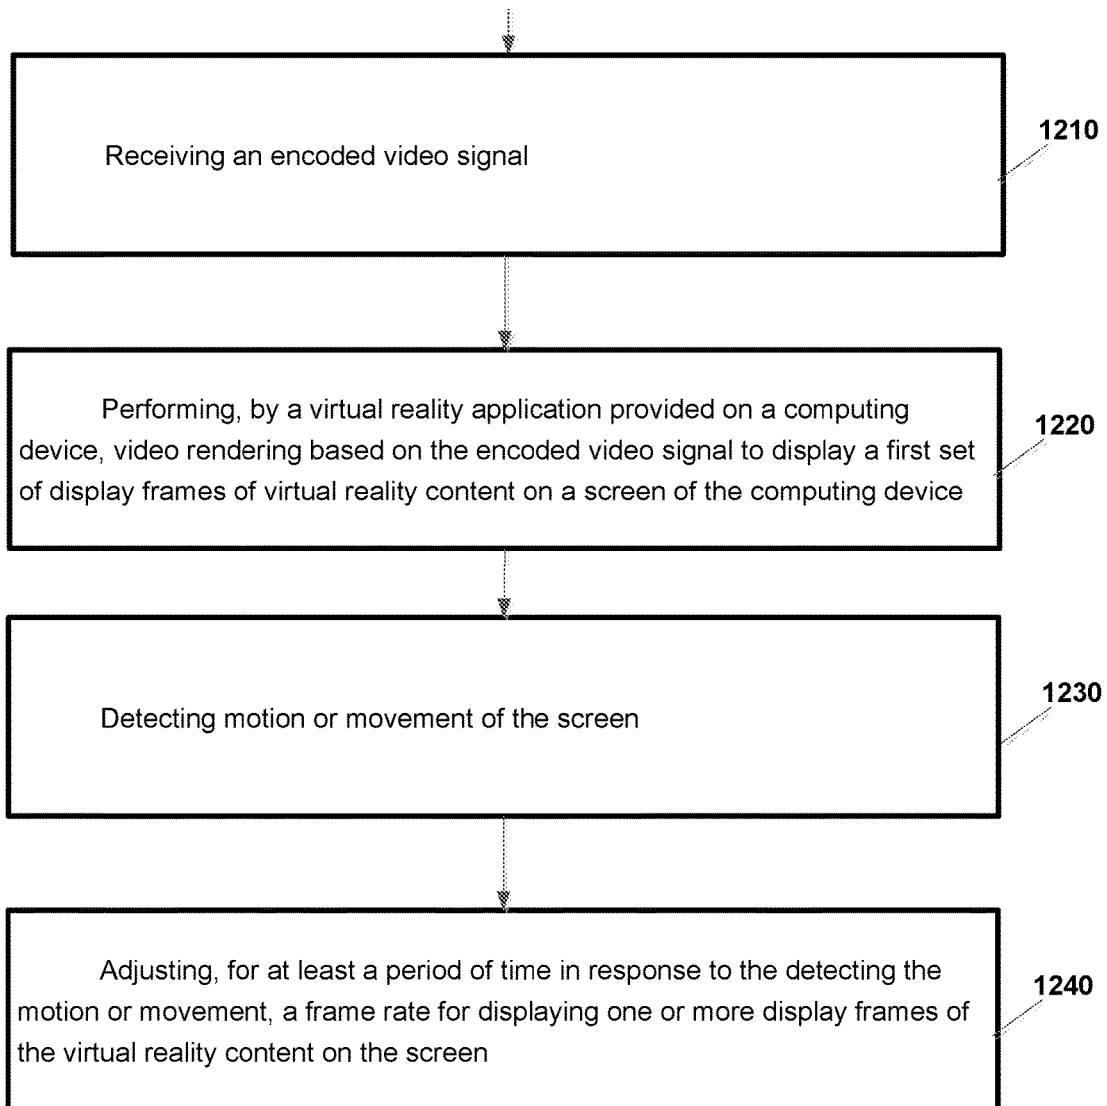 Receiving an encoded video signal
1210
Performing, by a virtual reality application provided on a computing
device, video rendering based on the encoded video signal to display a first set
of display frames of virtual reality content on a screen of the computing device
1220
Detecting motion or movement of the screen
1230
Adjusting, for at least a period of time in response to the detecting the
motion or movement, a frame rate for displaying one or more display frames of
the virtual reality content on the screen
1240